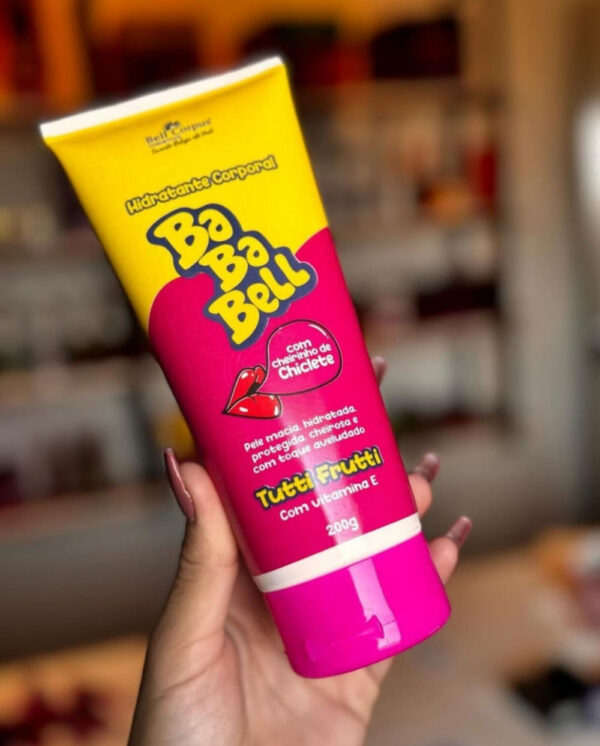 Bell Corpus
Hidratante Corporal
Ba
Ba
Bell
com
cheirinho de
Chiclete
Pele macia, hidratada,
protegida, cheirosa e
com toque aveludado
Tutti Frutti
Com vitamina E
200g